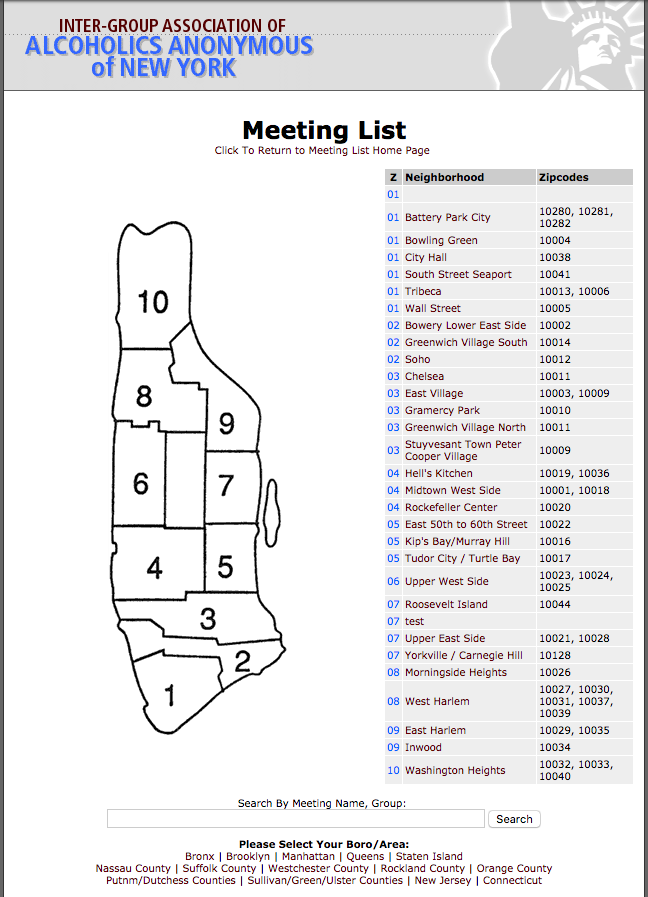 INTER-GROUP ASSOCIATION OF
ALCOHOLICS ANONYMOUS
of NEW YORK
Meeting List
Click To Return to Meeting List Home Page
Z Neighborhood Zipcodes
01
01 Battery Park City 10280, 10281,
10282
01 Bowling Green 10004
01 City Hall 10038
01 South Street Seaport 10041
01 Tribeca 10013, 10006
01 Wall Street 10005
02 Bowery Lower East Side 10002
02 Greenwich Village South 10014
02 Soho 10012
03 Chelsea 10011
03 East Village 10003, 10009
03 Gramercy Park 10010
03 Greenwich Village North 10011
03 Stuyvesant Town Peter
Cooper Village 10009
04 Hell's Kitchen 10019, 10036
04 Midtown West Side 10001, 10018
04 Rockefeller Center 10020
05 East 50th to 60th Street 10022
05 Kip's Bay/Murray Hill 10016
05 Tudor City / Turtle Bay 10017
06 Upper West Side 10023, 10024,
10025
07 Roosevelt Island 10044
07 test
07 Upper East Side 10021, 10028
07 Yorkville / Carnegie Hill 10128
08 Morningside Heights 10026
08 West Harlem 10027, 10030,
10031, 10037,
10039
09 East Harlem 10029, 10035
09 Inwood 10034
10 Washington Heights 10032, 10033,
10040
10
8
9
6
7
4
5
3
2
1
Search By Meeting Name, Group:
Search
Please Select Your Boro/Area:
Bronx | Brooklyn | Manhattan | Queens | Staten Island
Nassau County | Suffolk County | Westchester County | Rockland County | Orange County
Putnm/Dutchess Counties | Sullivan/Green/Ulster Counties | New Jersey | Connecticut